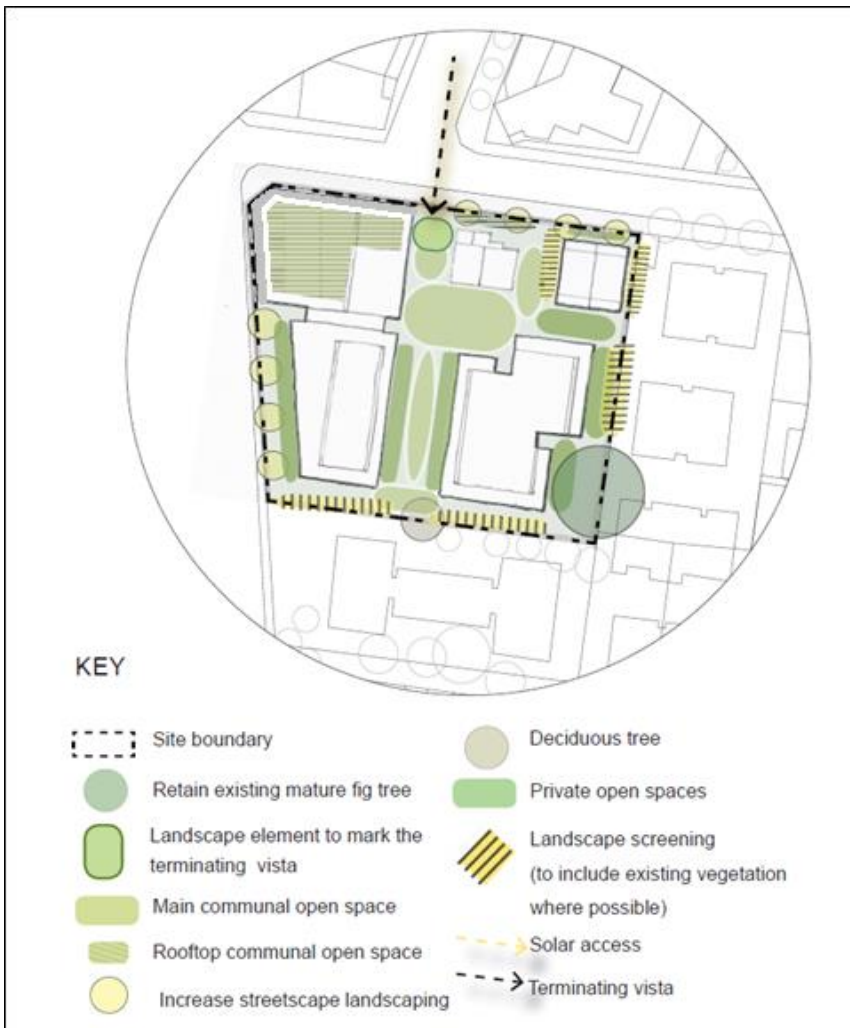 KEY
Site boundary
Retain existing mature fig tree
Landscape element to mark the
terminating vista
Main communal open space
Rooftop communal open space
Increase streetscape landscaping
Deciduous tree
Private open spaces
Landscape screening
(to include existing vegetation
where possible)
Solar access
Terminating vista